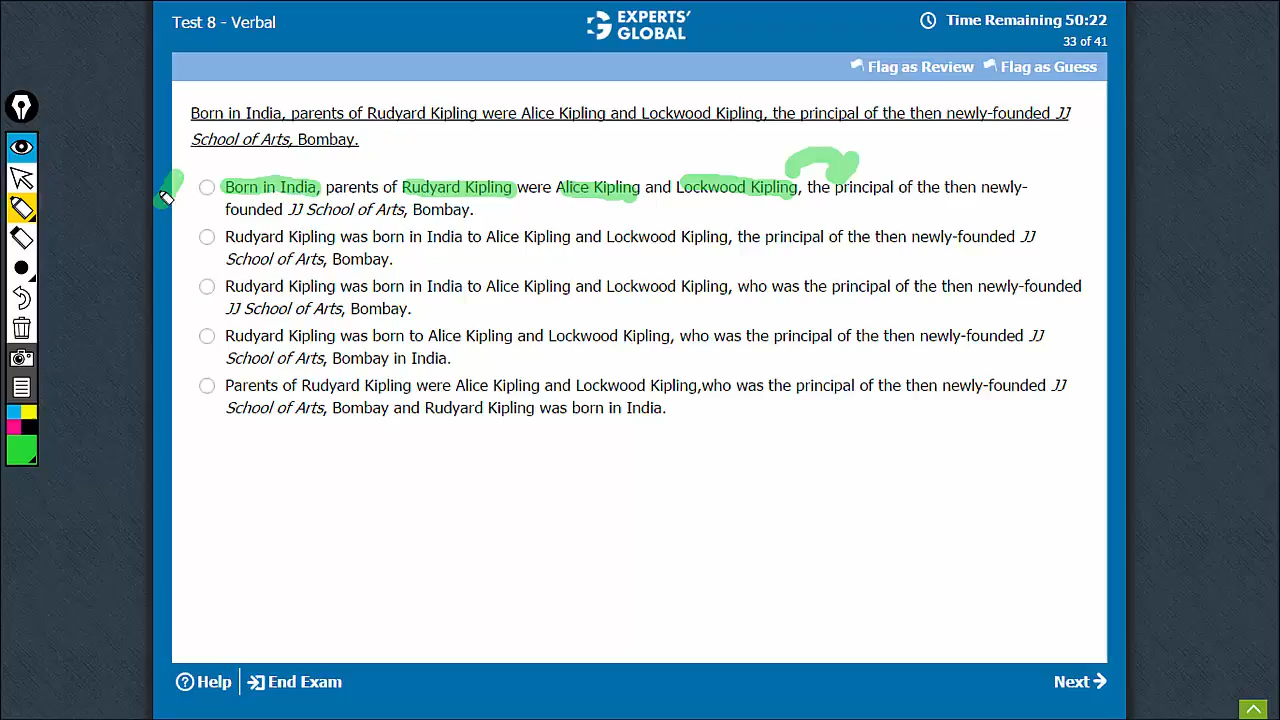 Test 8 - Verbal
EXPERTS'
GLOBAL
Time Remaining 50:22
33 of 41
Flag as Review
Flag as Guess
Born in India, parents of Rudyard Kipling were Alice Kipling and Lockwood Kipling, the principal of the then newly-founded JJ
School of Arts, Bombay.
Born in India, parents of Rudyard Kipling were Alice Kipling and Lockwood Kipling, the principal of the then newly-
founded JJ School of Arts, Bombay.
Rudyard Kipling was born in India to Alice Kipling and Lockwood Kipling, the principal of the then newly-founded JJ
School of Arts, Bombay.
Rudyard Kipling was born in India to Alice Kipling and Lockwood Kipling, who was the principal of the then newly-founded
JJ School of Arts, Bombay.
Rudyard Kipling was born to Alice Kipling and Lockwood Kipling, who was the principal of the then newly-founded JJ
School of Arts, Bombay in India.
Parents of Rudyard Kipling were Alice Kipling and Lockwood Kipling,who was the principal of the then newly-founded JJ
School of Arts, Bombay and Rudyard Kipling was born in India.
Help
End Exam
Next